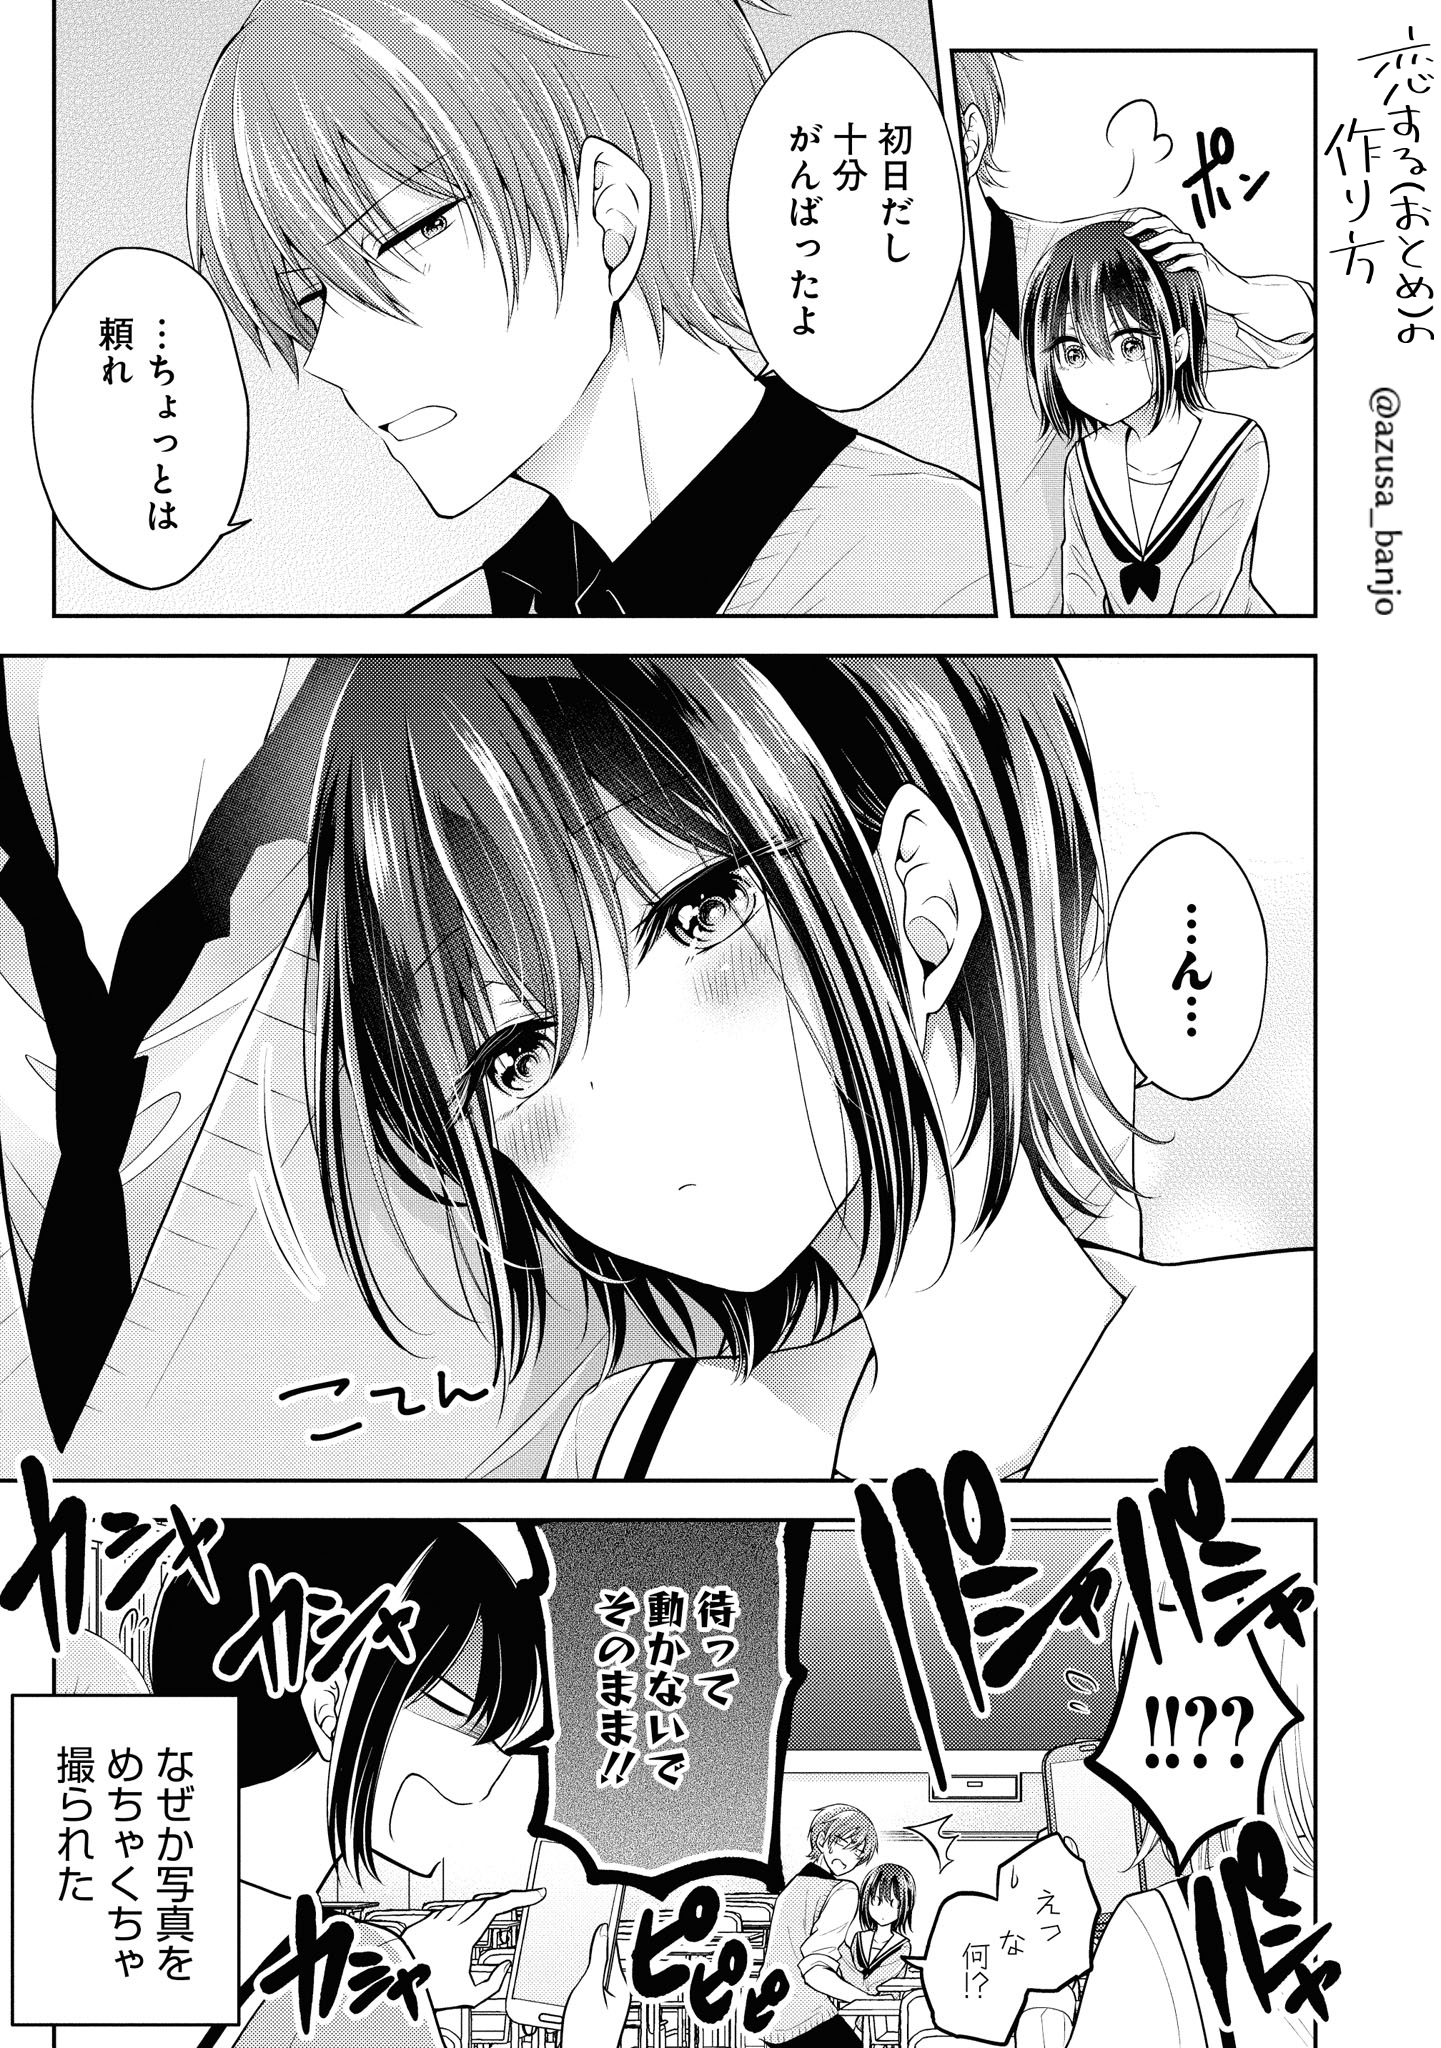 恋する(おとめ)の
作り方
@azusa_banjo
ポン
初日だし
十分
がんばったよ
…ちょっとは
頼れ
…ん…
こてん
!!??
パシャ
パシャ
パシャ
えっ
な
何!?
待って
動かないで
そのまま!!
ピピピピ
カシャ
カシャ
カシャ
なぜか写真を
めちゃくちゃ
撮られた